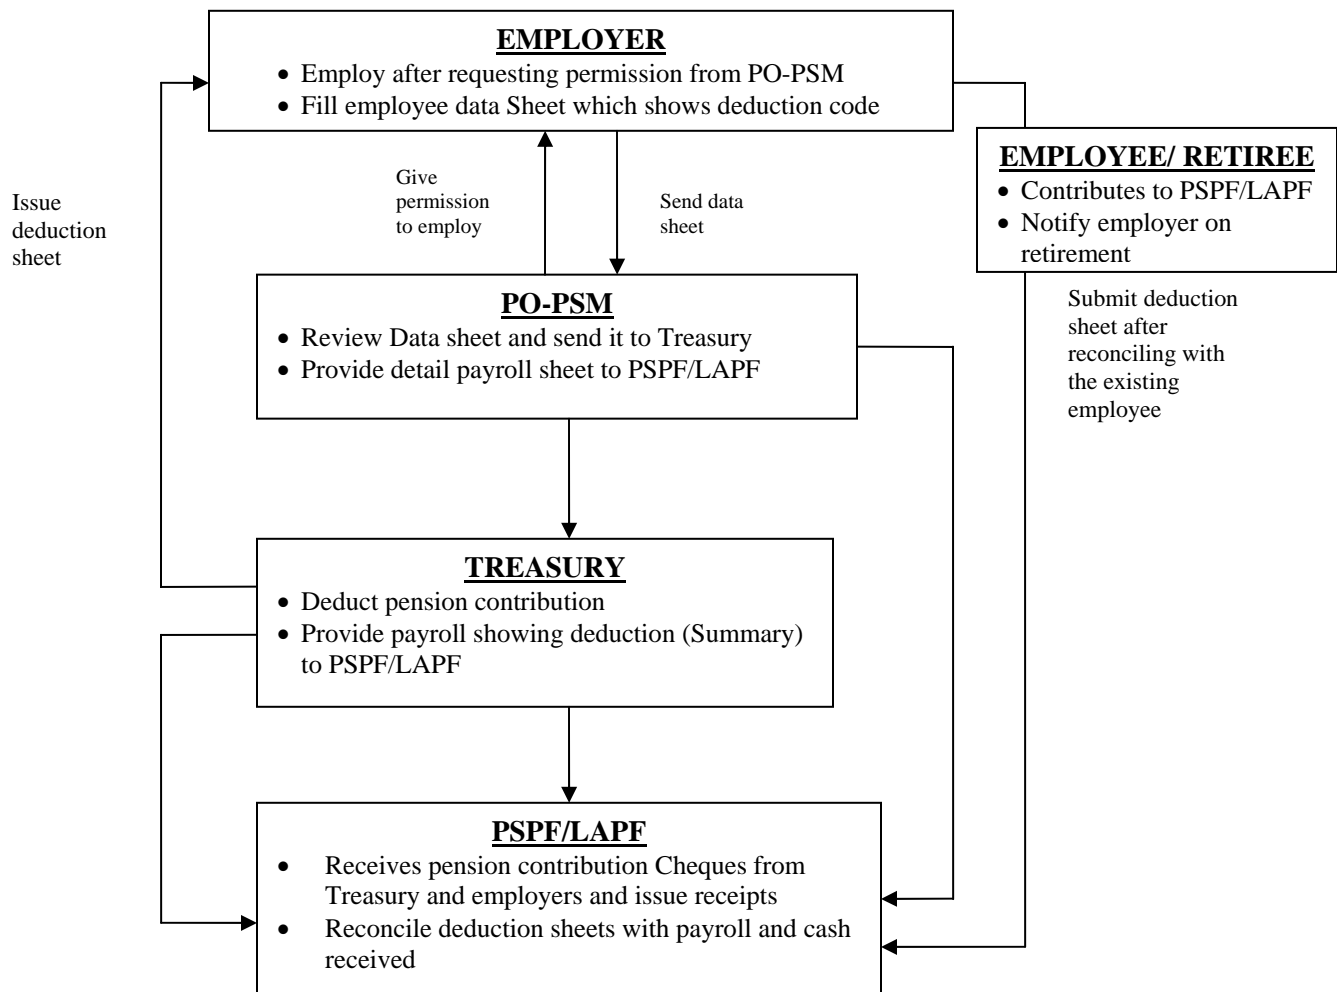 EMPLOYER
• Employ after requesting permission from PO-PSM
• Fill employee data Sheet which shows deduction code
EMPLOYEE/ RETIREE
• Contributes to PSPF/LAPF
• Notify employer on
retirement
Give
permission
to employ
Send data
sheet
Issue
deduction
sheet
PO-PSM
• Review Data sheet and send it to Treasury
• Provide detail payroll sheet to PSPF/LAPF
Submit deduction
sheet after
reconciling with
the existing
employee
TREASURY
• Deduct pension contribution
• Provide payroll showing deduction (Summary)
to PSPF/LAPF
PSPF/LAPF
• Receives pension contribution Cheques from
Treasury and employers and issue receipts
• Reconcile deduction sheets with payroll and cash
received